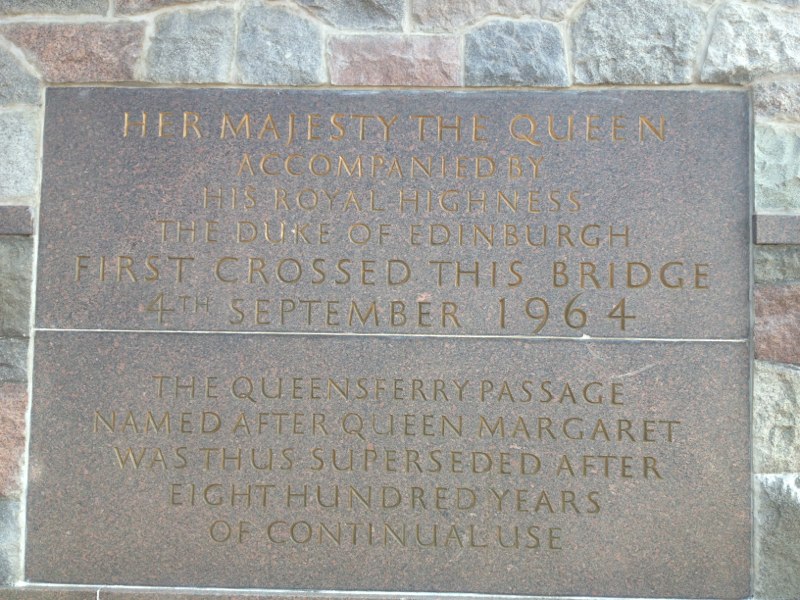 HER MAJESTY THE QUEEN
ACCOMPANIED BY
HIS ROYAL HIGHNESS
THE DUKE OF EDINBURGH
FIRST CROSSED THIS BRIDGE
4TH SEPTEMBER 1964
THE QUEENSFERRY PASSAGE
NAMED AFTER QUEEN MARGARET
WAS THUS SUPERSEDED AFTER
EIGHT HUNDRED YEARS
OF CONTINUAL USE